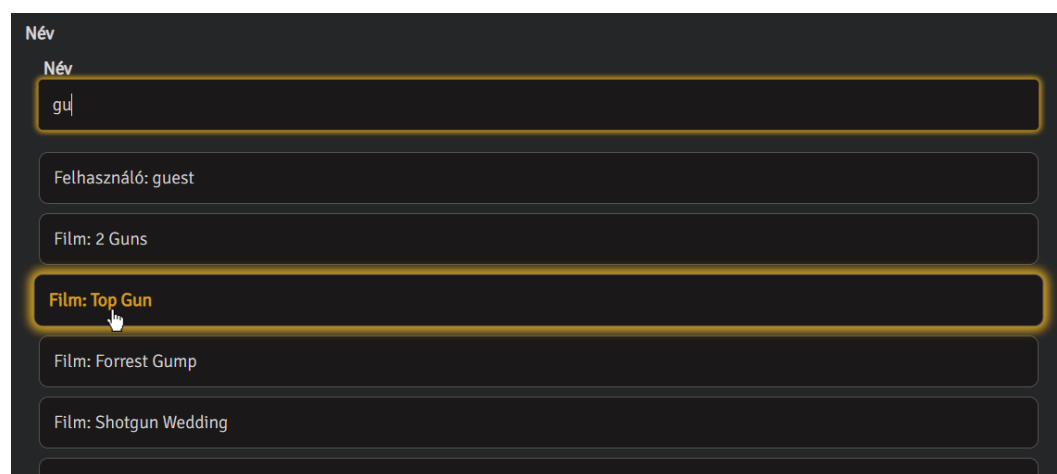 Név
Név
gu
Felhasználó: guest
Film: 2 Guns
Film: Top Gun
Film: Forrest Gump
Film: Shotgun Wedding